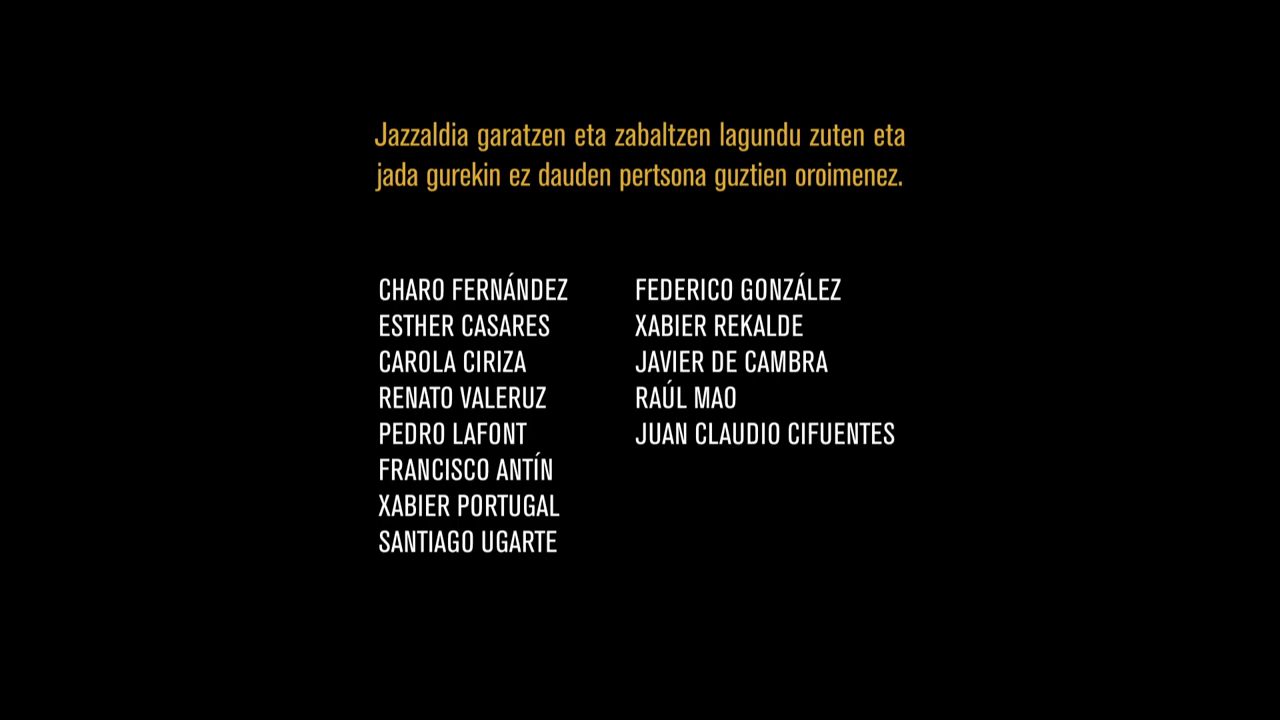 Jazzaldia garatzen eta zabaltzen lagundu zuten eta
jada gurekin ez dauden pertsona guztien oroimenez.
CHARO FERNÁNDEZ
ESTHER CASARES
CAROLA CIRIZA
RENATO VALERUZ
PEDRO LAFONT
FRANCISCO ANTÍN
XABIER PORTUGAL
SANTIAGO UGARTE
FEDERICO GONZÁLEZ
XABIER REKALDE
JAVIER DE CAMBRA
RAÚL MAO
JUAN CLAUDIO CIFUENTES